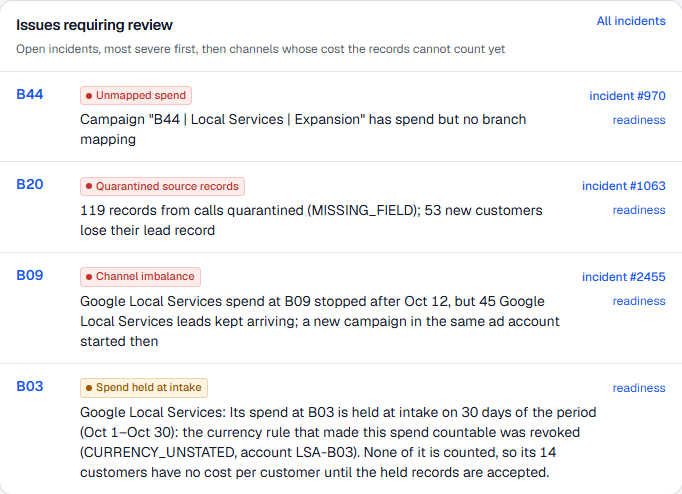 Issues requiring review
All incidents
Open incidents, most severe first, then channels whose cost the records cannot count yet
B44
Unmapped spend
incident #970
Campaign "B44 | Local Services | Expansion" has spend but no branch
mapping
readiness
B20
Quarantined source records
incident #1063
119 records from calls quarantined (MISSING_FIELD); 53 new customers
lose their lead record
readiness
B09
Channel imbalance
incident #2455
Google Local Services spend at B09 stopped after Oct 12, but 45 Google
Local Services leads kept arriving; a new campaign in the same ad account
started then
readiness
B03
Spend held at intake
readiness
Google Local Services: Its spend at B03 is held at intake on 30 days of the period
(Oct 1–Oct 30): the currency rule that made this spend countable was revoked
(CURRENCY_UNSTATED, account LSA-B03). None of it is counted, so its 14
customers have no cost per customer until the held records are accepted.